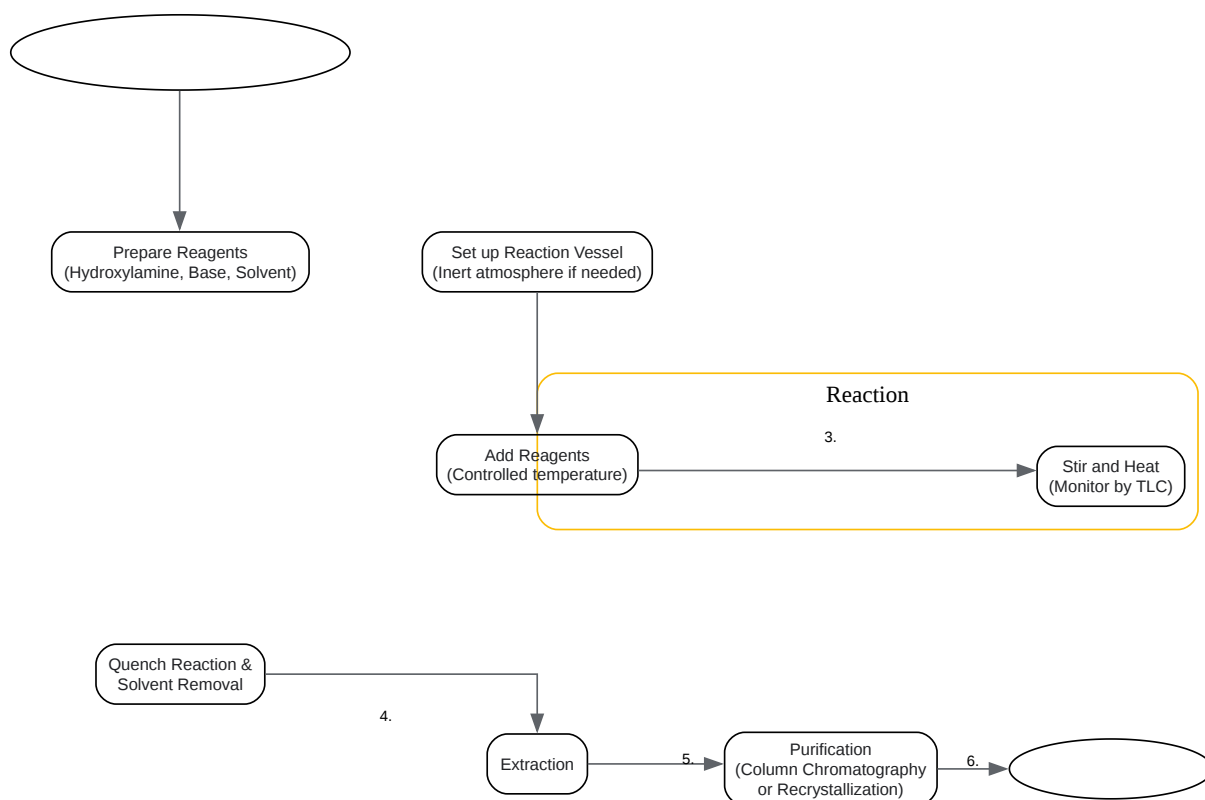 Prepare Reagents
(Hydroxylamine, Base, Solvent)
Set up Reaction Vessel
(Inert atmosphere if needed)
Reaction
3.
Add Reagents
(Controlled temperature)
Stir and Heat
(Monitor by TLC)
Quench Reaction &
Solvent Removal
4.
Extraction
5.
Purification
(Column Chromatography
or Recrystallization)
6.